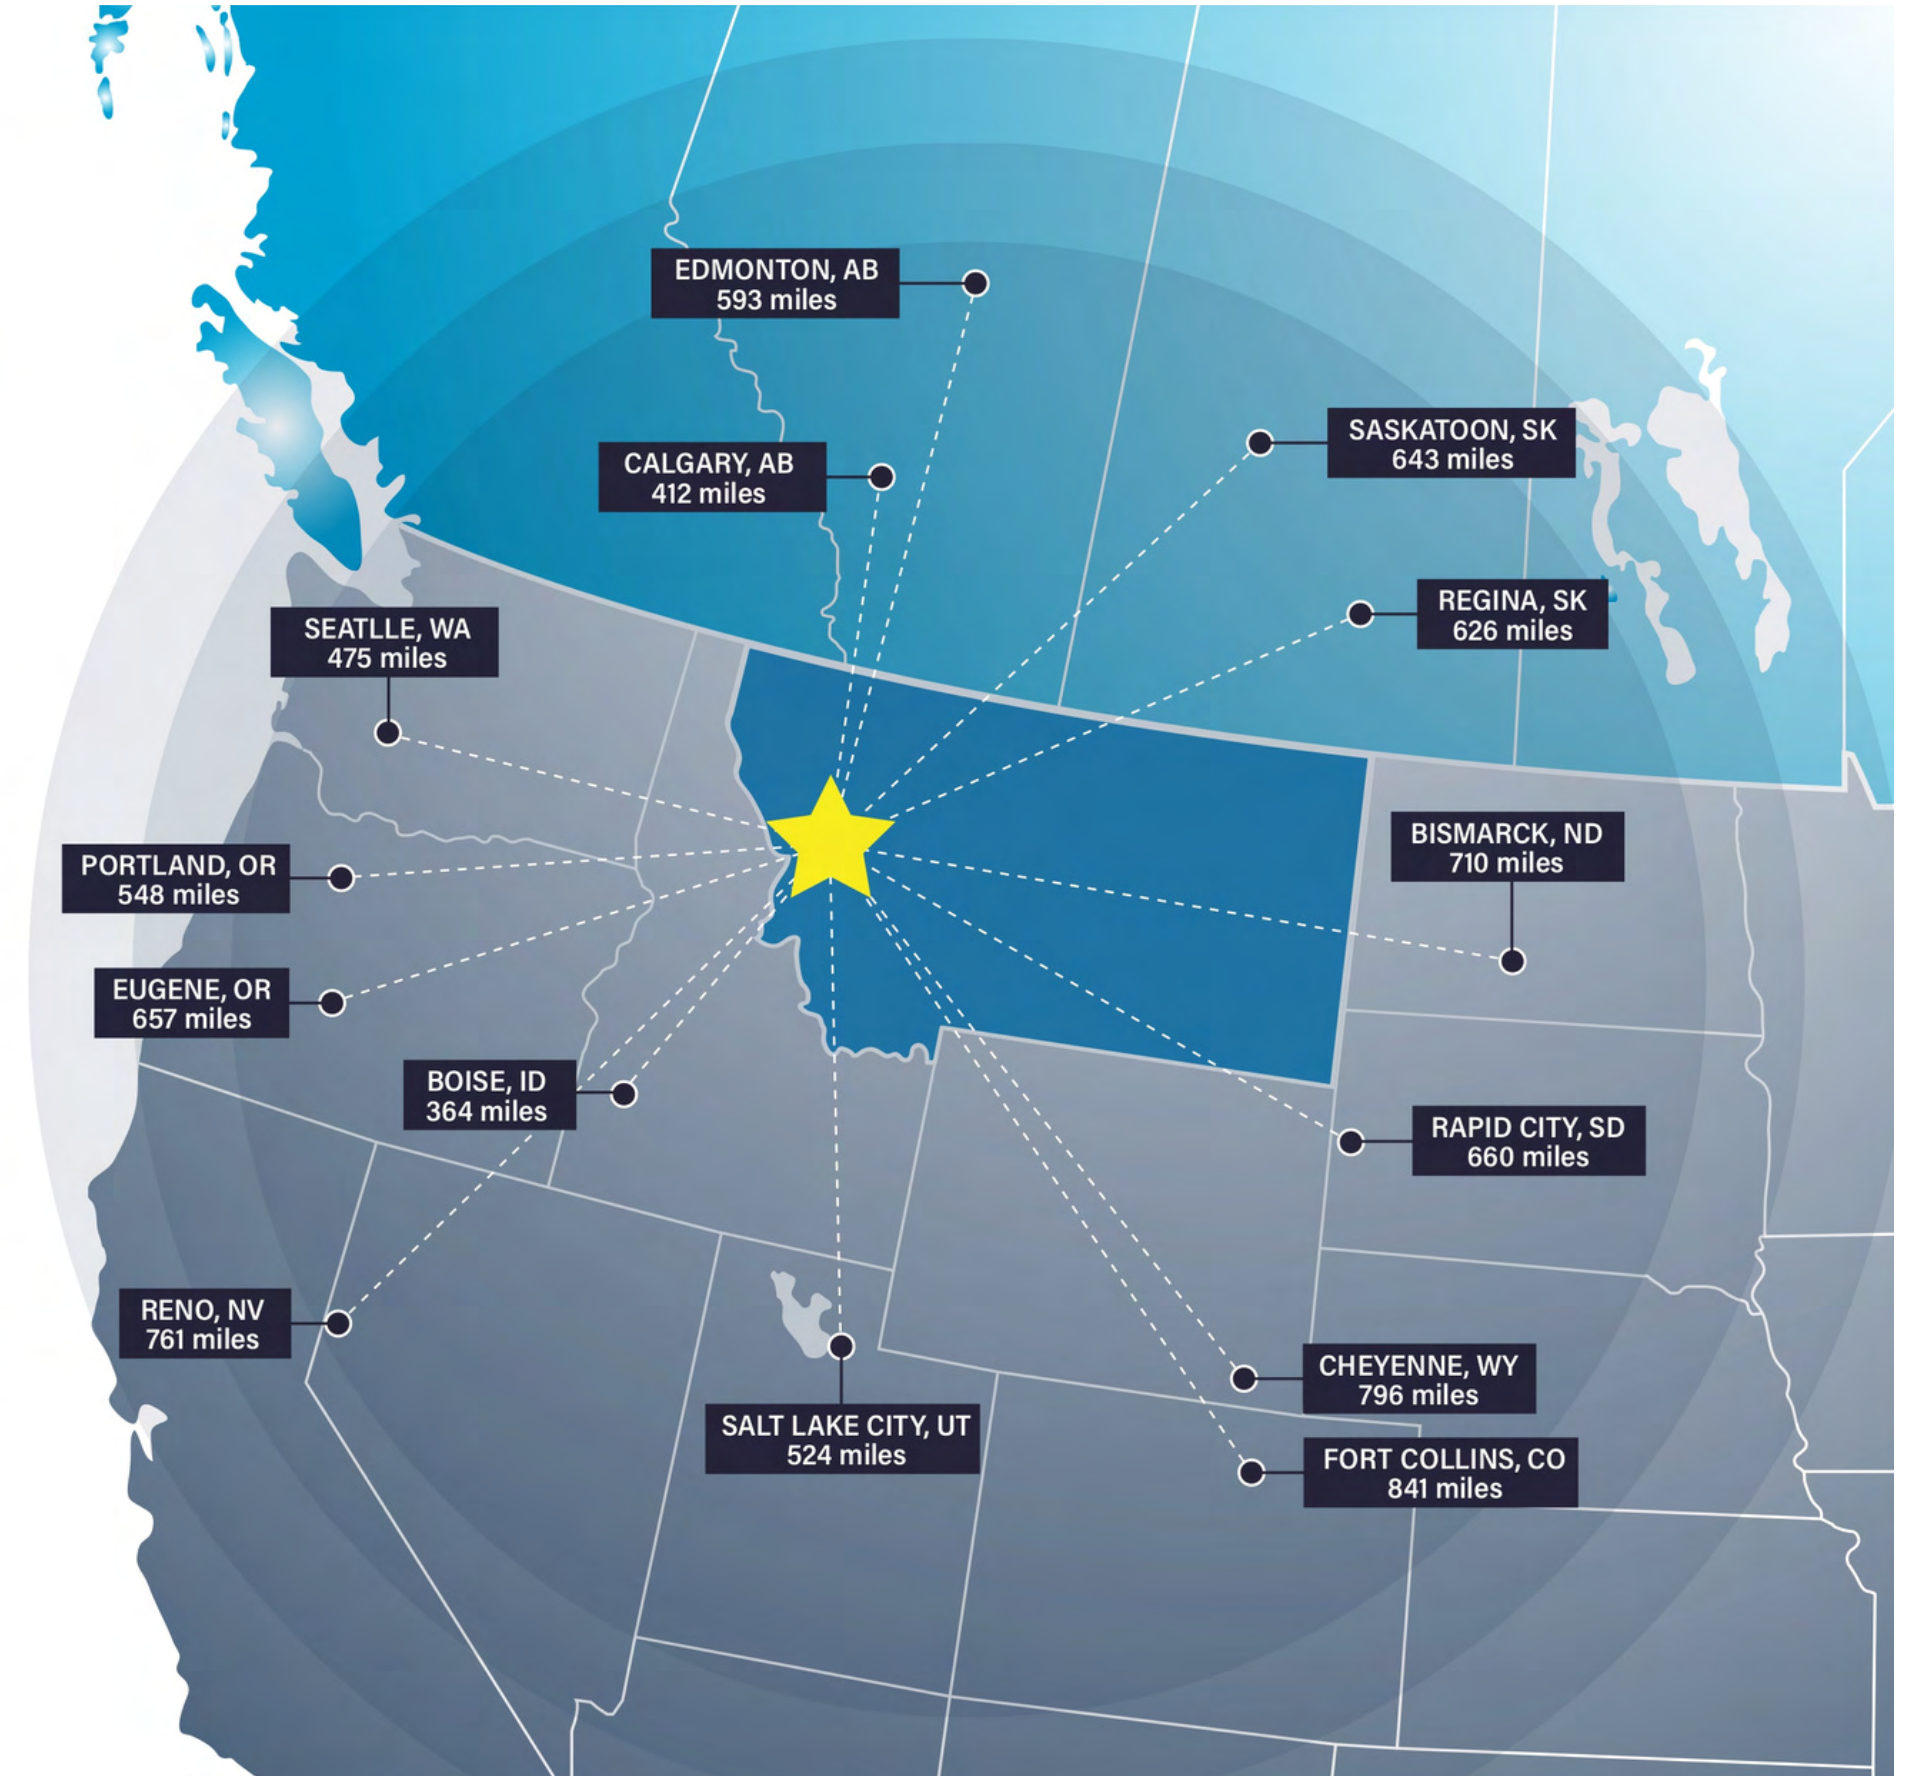 EDMONTON, AB
593 miles
SASKATOON, SK
643 miles
CALGARY, AB
412 miles
REGINA, SK
626 miles
SEATLLE, WA
475 miles
BISMARCK, ND
710 miles
PORTLAND, OR
548 miles
EUGENE, OR
657 miles
BOISE, ID
364 miles
RAPID CITY, SD
660 miles
RENO, NV
761 miles
CHEYENNE, WY
796 miles
SALT LAKE CITY, UT
524 miles
FORT COLLINS, CO
841 miles